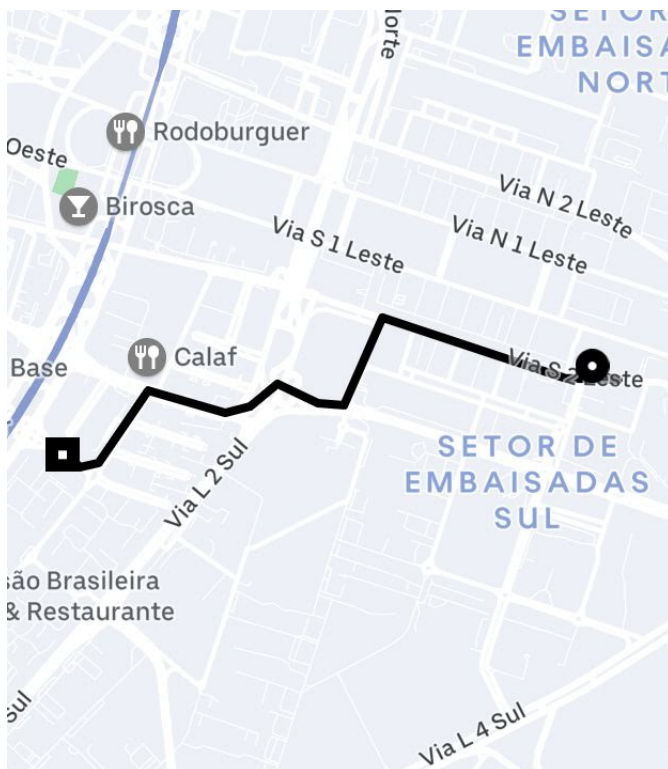 SETOR
EMBAISA
NORT
Norte
Rodoburguer
Oeste
Via N 2 Leste
Birosca
Via S 1 Leste
Via N 1 Leste
Calaf
Base
Via S 2 Leste
SETOR DE
EMBAISADAS
SUL
Via L 2 Sul
são Brasileira
& Restaurante
Sul
Via L 4 Sul